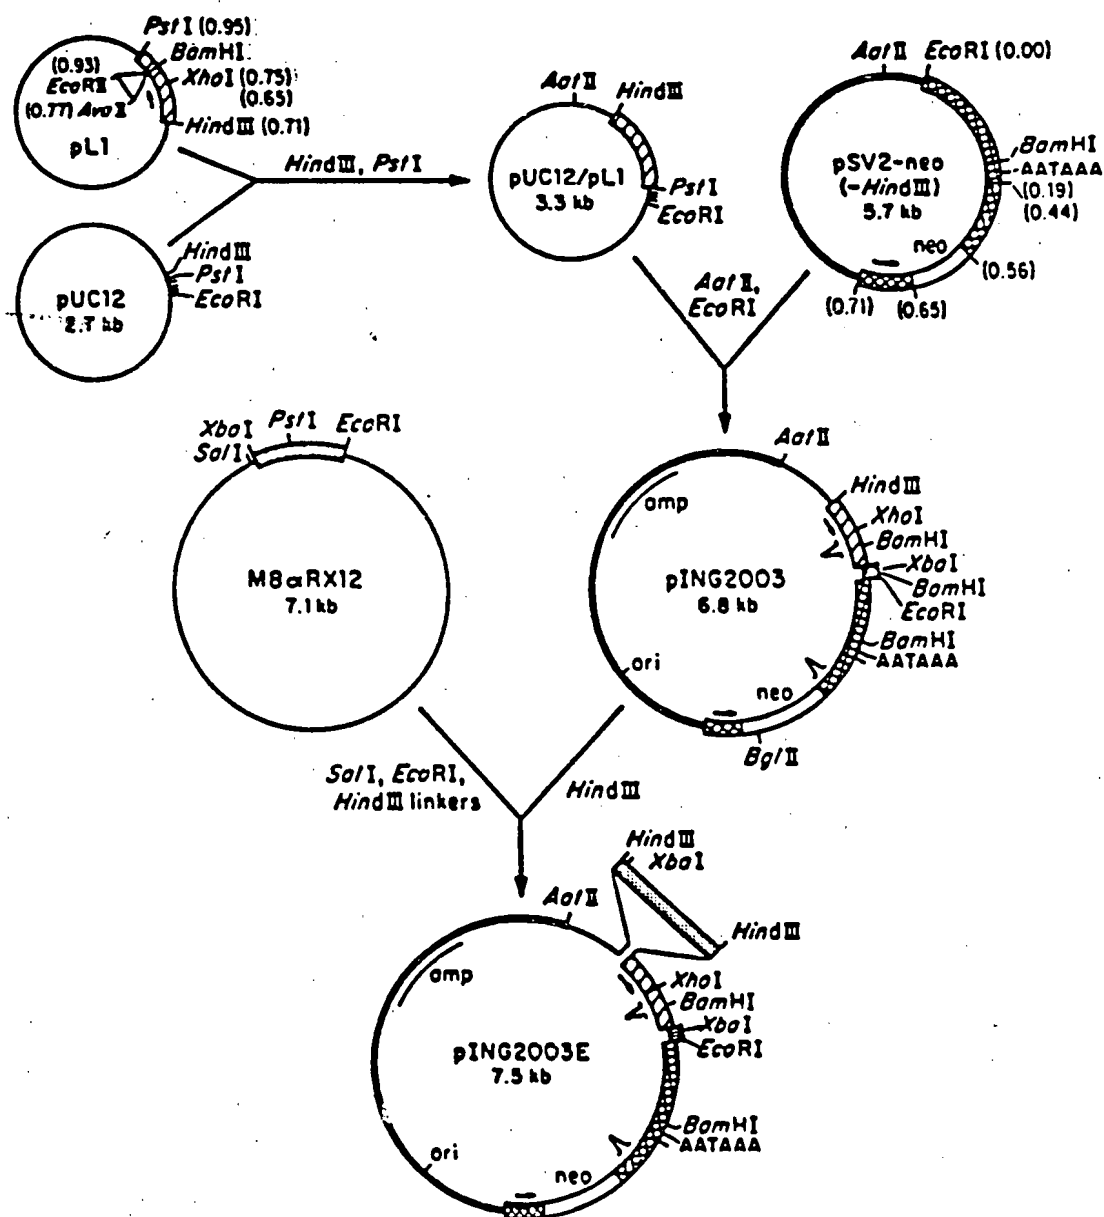 PstI (0.95)
BamHI
(0.93)
EcoRII
XhoI (0.75)
(0.65)
(0.77) AvaII
HindIII (0.71)
pL1
HindIII, PstI
HindIII
PstI
EcoRI
pUC12
2.7 kb
AatII
HindIII
pUC12/pL1
3.3 kb
PstI
EcoRI
AatII
EcoRI (0.00)
BamHI
AATAAA
(0.19)
(0.44)
pSV2-neo
(-HindIII)
5.7 kb
neo
(0.56)
(0.71)
(0.65)
AatII,
EcoRI
XbaI
SalI
PstI
EcoRI
M8αRX12
7.1 kb
AatII
HindIII
XhoI
BamHI
XbaI
BamHI
EcoRI
BamHI
AATAAA
amp
pING2003
6.8 kb
ori
neo
BglII
SalI, EcoRI,
HindIII linkers
HindIII
HindIII
XbaI
AatII
HindIII
amp
XhoI
BamHI
XbaI
EcoRI
pING2003E
7.5 kb
BamHI
AATAAA
ori
neo